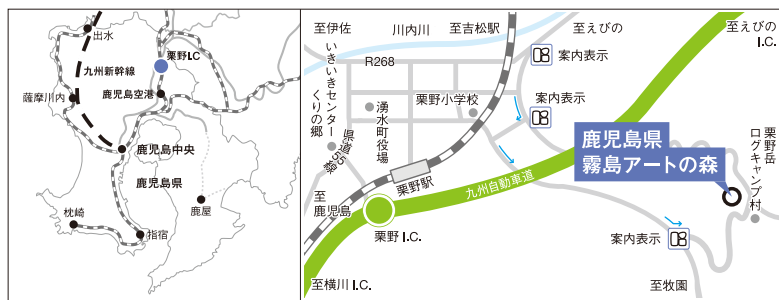 出水
栗野I.C
九州新幹線
薩摩川内
鹿児島空港
鹿児島中央
鹿児島県
鹿屋
枕崎
指宿
至伊佐
川内川
至吉松駅
至えびの
至えびの
I.C.
R268
案内表示
いきいきセンター
くりの郷
栗野小学校
案内表示
湧水町役場
県道55線
鹿児島県
霧島アートの森
栗野岳
ログキャンプ村
栗野駅
九州自動車道
至
鹿児島
栗野 I.C.
案内表示
至横川 I.C.
至牧園